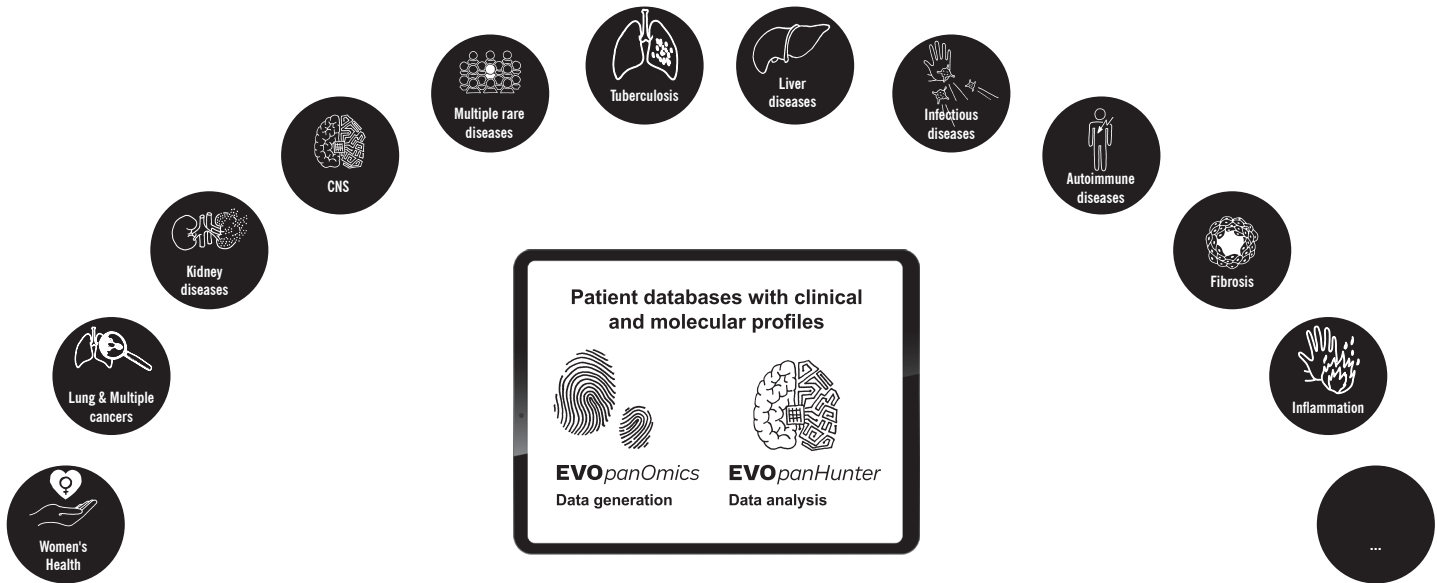 Tuberculosis
Liver
diseases
Multiple rare
diseases
Infectious
diseases
CNS
Autoimmune
diseases
Kidney
diseases
Fibrosis
Lung & Multiple
cancers
Inflammation
Women's
Health
...
Patient databases with clinical
and molecular profiles
EVOpanOmics
Data generation
EVOpanHunter
Data analysis